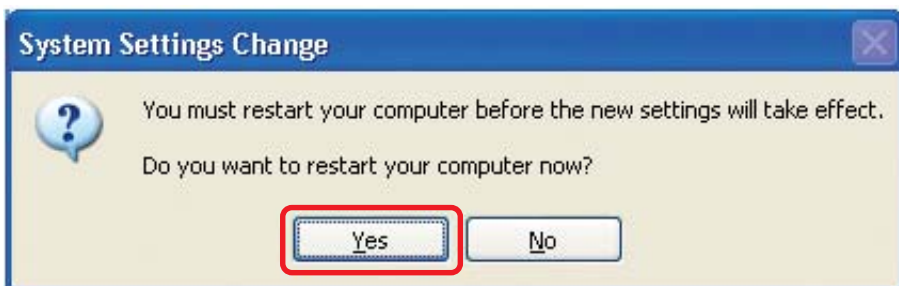 System Settings Change
You must restart your computer before the new settings will take effect.
Do you want to restart your computer now?
Yes No